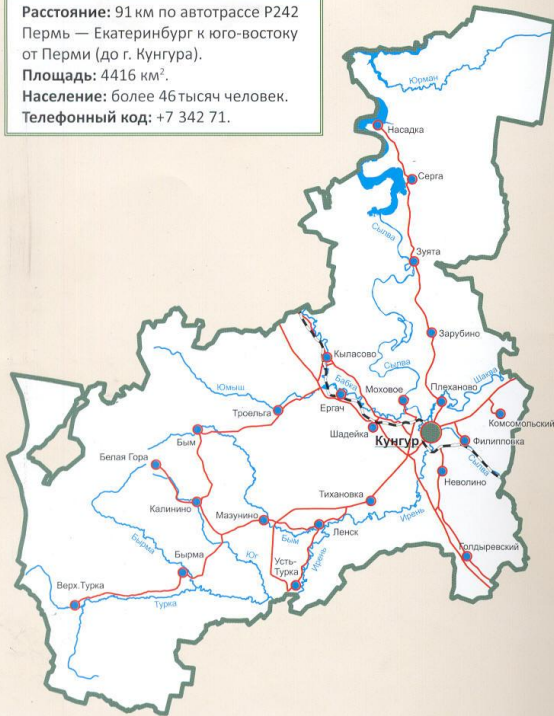 Расстояние: 91 км по автотрассе Р242
Пермь — Екатеринбург к юго-востоку
от Перми (до г. Кунгура).
Площадь: 4416 км².
Население: более 46 тысяч человек.
Телефонный код: +7 342 71.
Юрман
Насадка
Серга
Сылва
Зуята
Зарубино
Кыласово
Сылва
Бабка
Моховое
Плеханово
Шаква
Юмыш
Троельга
Ергач
Шадейка
Кунгур
Комсомольский
Филипповка
Сылва
Бым
Белая Гора
Неволино
Калинино
Мазунино
Тихановка
Ирень
Бым
Ленск
Бырма
Бырма
Юг
Усть-
Турка
Ирень
Голдыревский
Верх.Турка
Турка